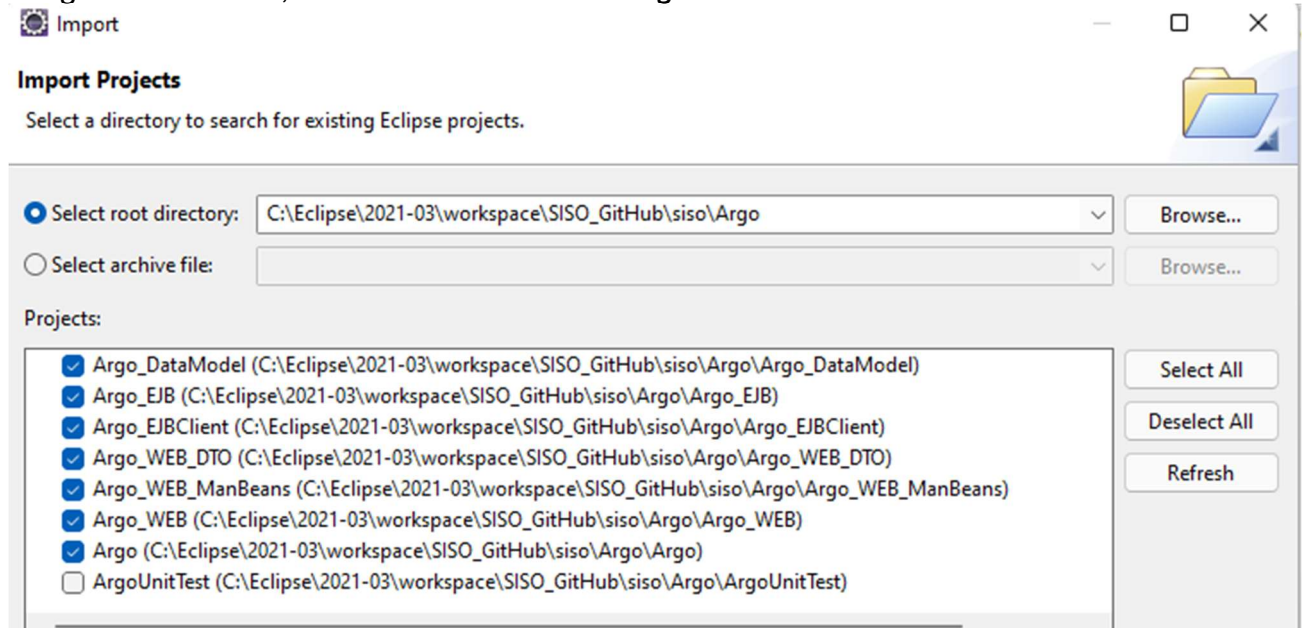 Import
Import Projects
Select a directory to search for existing Eclipse projects.
Select root directory: C:\Eclipse\2021-03\workspace\SISO_GitHub\siso\Argo Browse...
Select archive file: Browse...
Projects:
Argo_DataModel (C:\Eclipse\2021-03\workspace\SISO_GitHub\siso\Argo\Argo_DataModel)
Argo_EJB (C:\Eclipse\2021-03\workspace\SISO_GitHub\siso\Argo\Argo_EJB)
Argo_EJBClient (C:\Eclipse\2021-03\workspace\SISO_GitHub\siso\Argo\Argo_EJBClient)
Argo_WEB_DTO (C:\Eclipse\2021-03\workspace\SISO_GitHub\siso\Argo\Argo_WEB_DTO)
Argo_WEB_ManBeans (C:\Eclipse\2021-03\workspace\SISO_GitHub\siso\Argo\Argo_WEB_ManBeans)
Argo_WEB (C:\Eclipse\2021-03\workspace\SISO_GitHub\siso\Argo\Argo_WEB)
Argo (C:\Eclipse\2021-03\workspace\SISO_GitHub\siso\Argo\Argo)
ArgoUnitTest (C:\Eclipse\2021-03\workspace\SISO_GitHub\siso\Argo\ArgoUnitTest)
Select All
Deselect All
Refresh